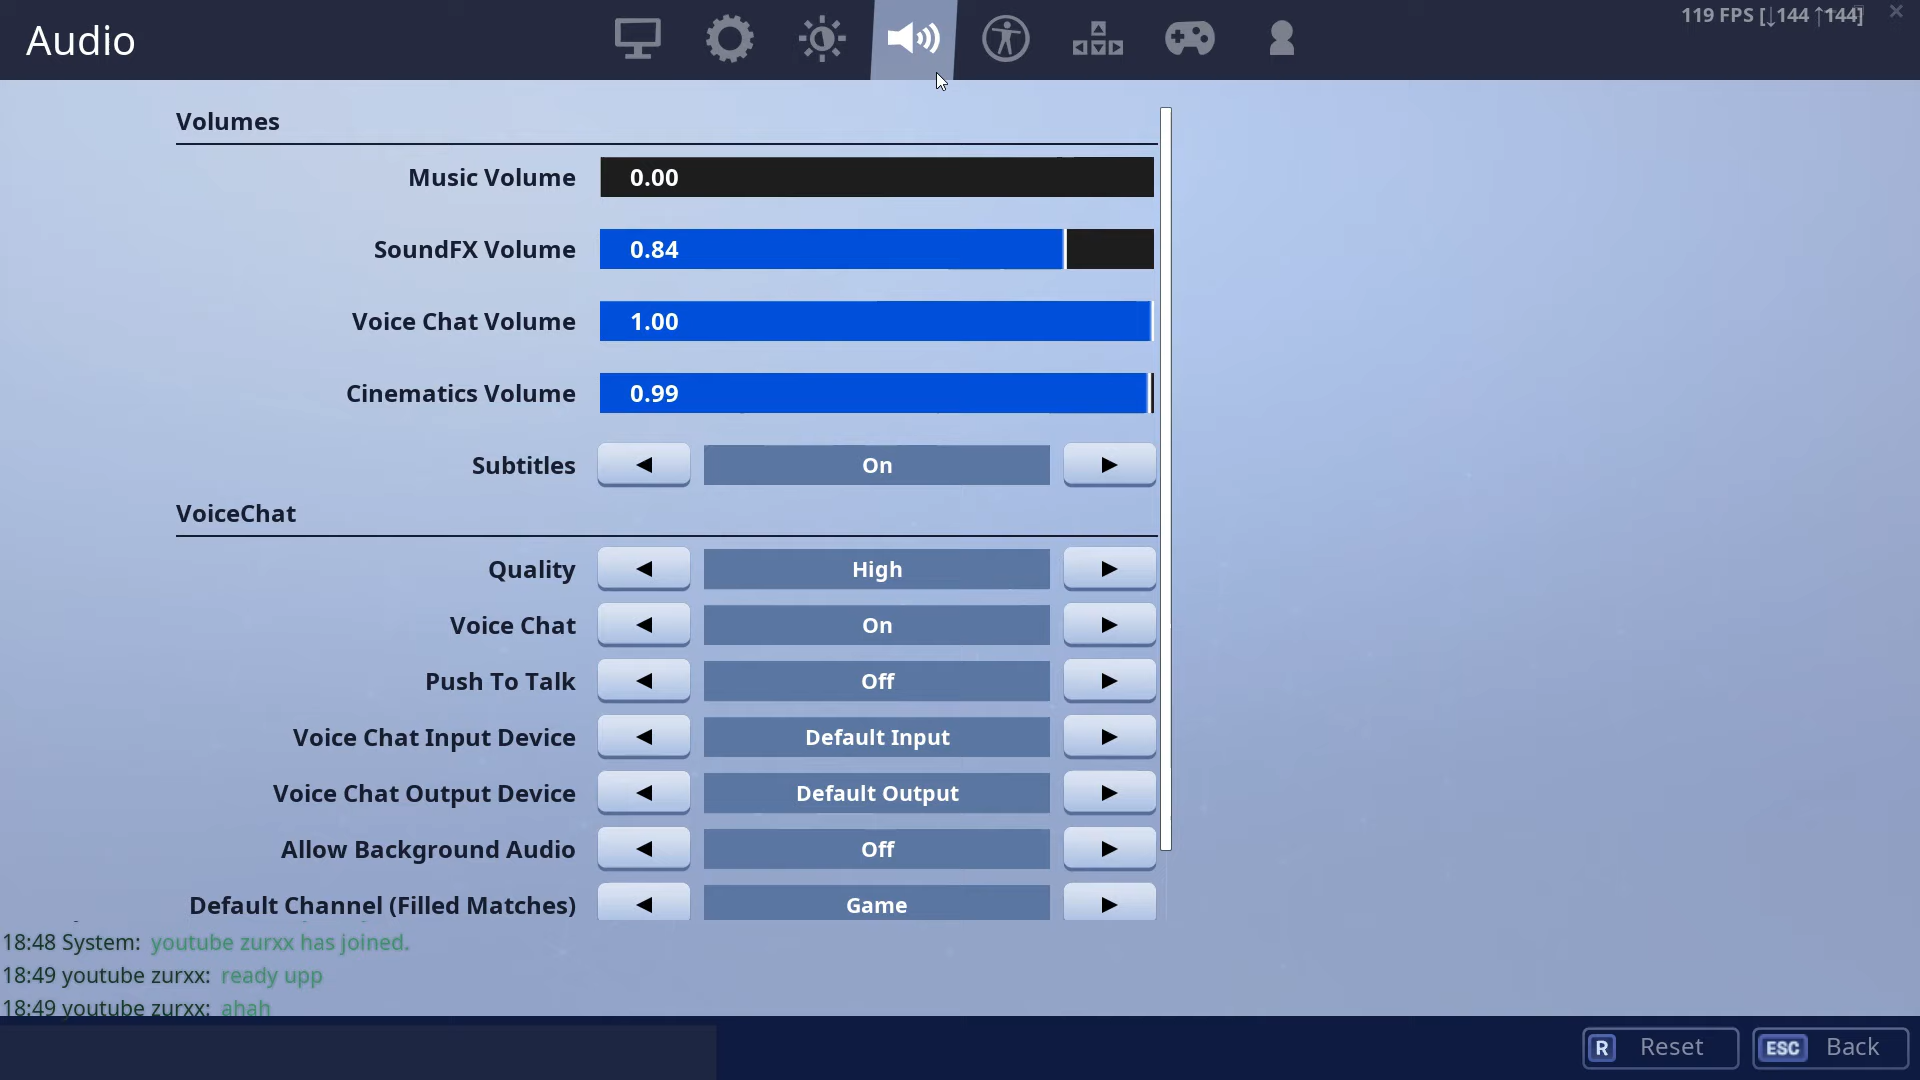 Audio
119 FPS [↓144 ↑144]
Volumes
Music Volume 0.00
SoundFX Volume 0.84
Voice Chat Volume 1.00
Cinematics Volume 0.99
Subtitles On
VoiceChat
Quality High
Voice Chat On
Push To Talk Off
Voice Chat Input Device Default Input
Voice Chat Output Device Default Output
Allow Background Audio Off
Default Channel (Filled Matches) Game
18:48 System: youtube zurxx has joined.
18:49 youtube zurxx: ready upp
18:49 youtube zurxx: ahah
R Reset ESC Back